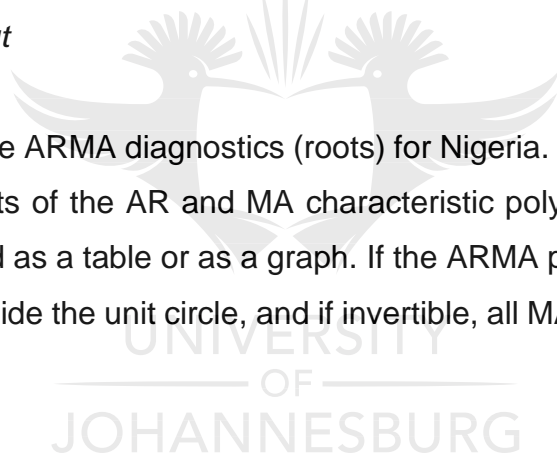 e ARMA diagnostics (roots) for Nigeria.
ts of the AR and MA characteristic poly
d as a table or as a graph. If the ARMA p
ide the unit circle, and if invertible, all MA
UNIVERSITY
OF
JOHANNESBURG